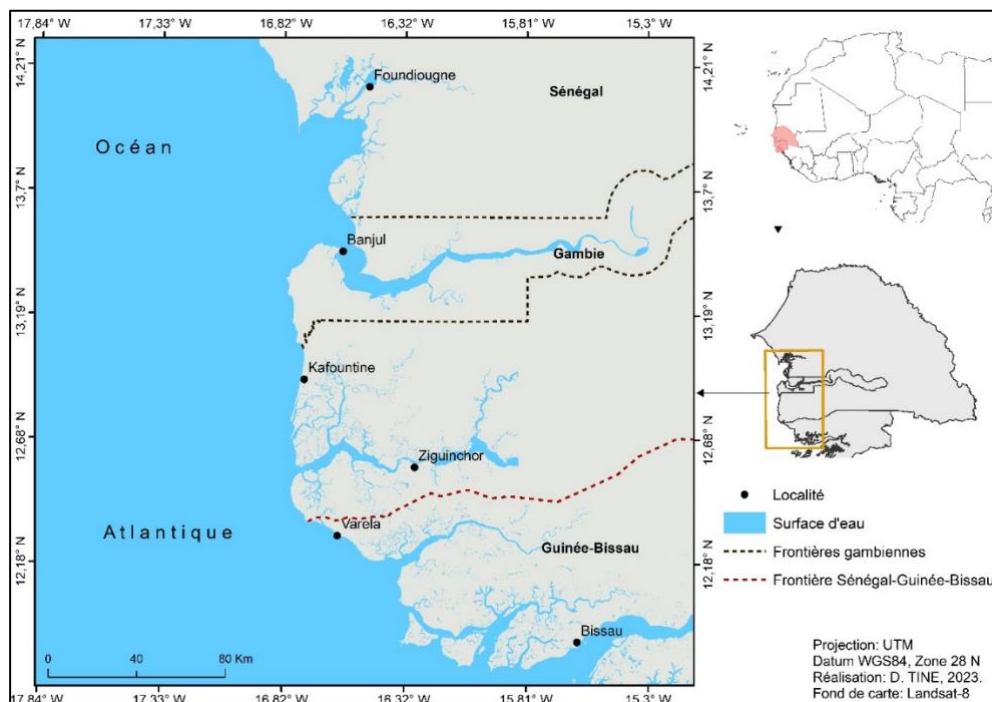 17,84° W
17,33° W
16,82 W
16,32° W
15,81 W
15,3° W
14,21° N
14,21° N
Foundiougne
Sénégal
Océan
13,7° N
13,7° N
Banjul
Gambie
13,19° N
13,19° N
Kafountine
12,68° N
12,68° N
Ziguinchor
Atlantique
Varela
Guinée-Bissau
12,18° N
12,18° N
Bissau
0 40 80 Km
17,84° W
17,33° W
16,82 W
16,32° W
15,81 W
15,3° W
Localité
Surface d'eau
Frontières gambiennes
Frontière Sénégal-Guinée-Bissau
Projection: UTM
Datum WGS84, Zone 28 N
Réalisation: D. TINE, 2023.
Fond de carte: Landsat-8